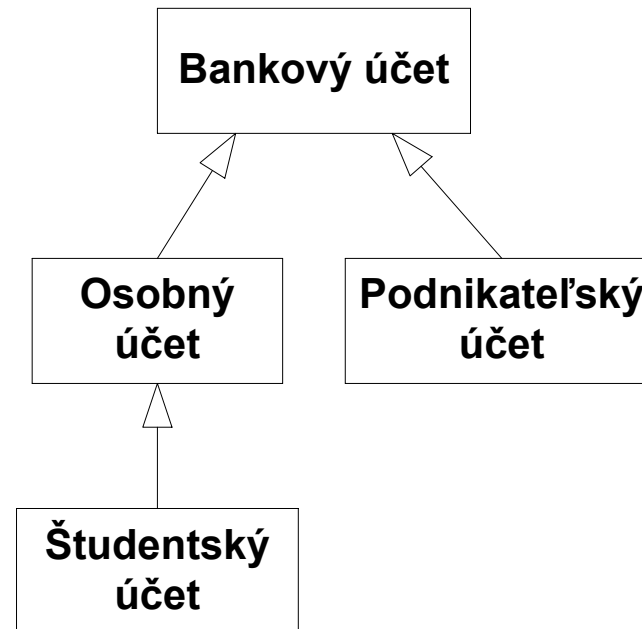 Bankový účet
Osobný
účet
Podnikateľský
účet
Študentský
účet